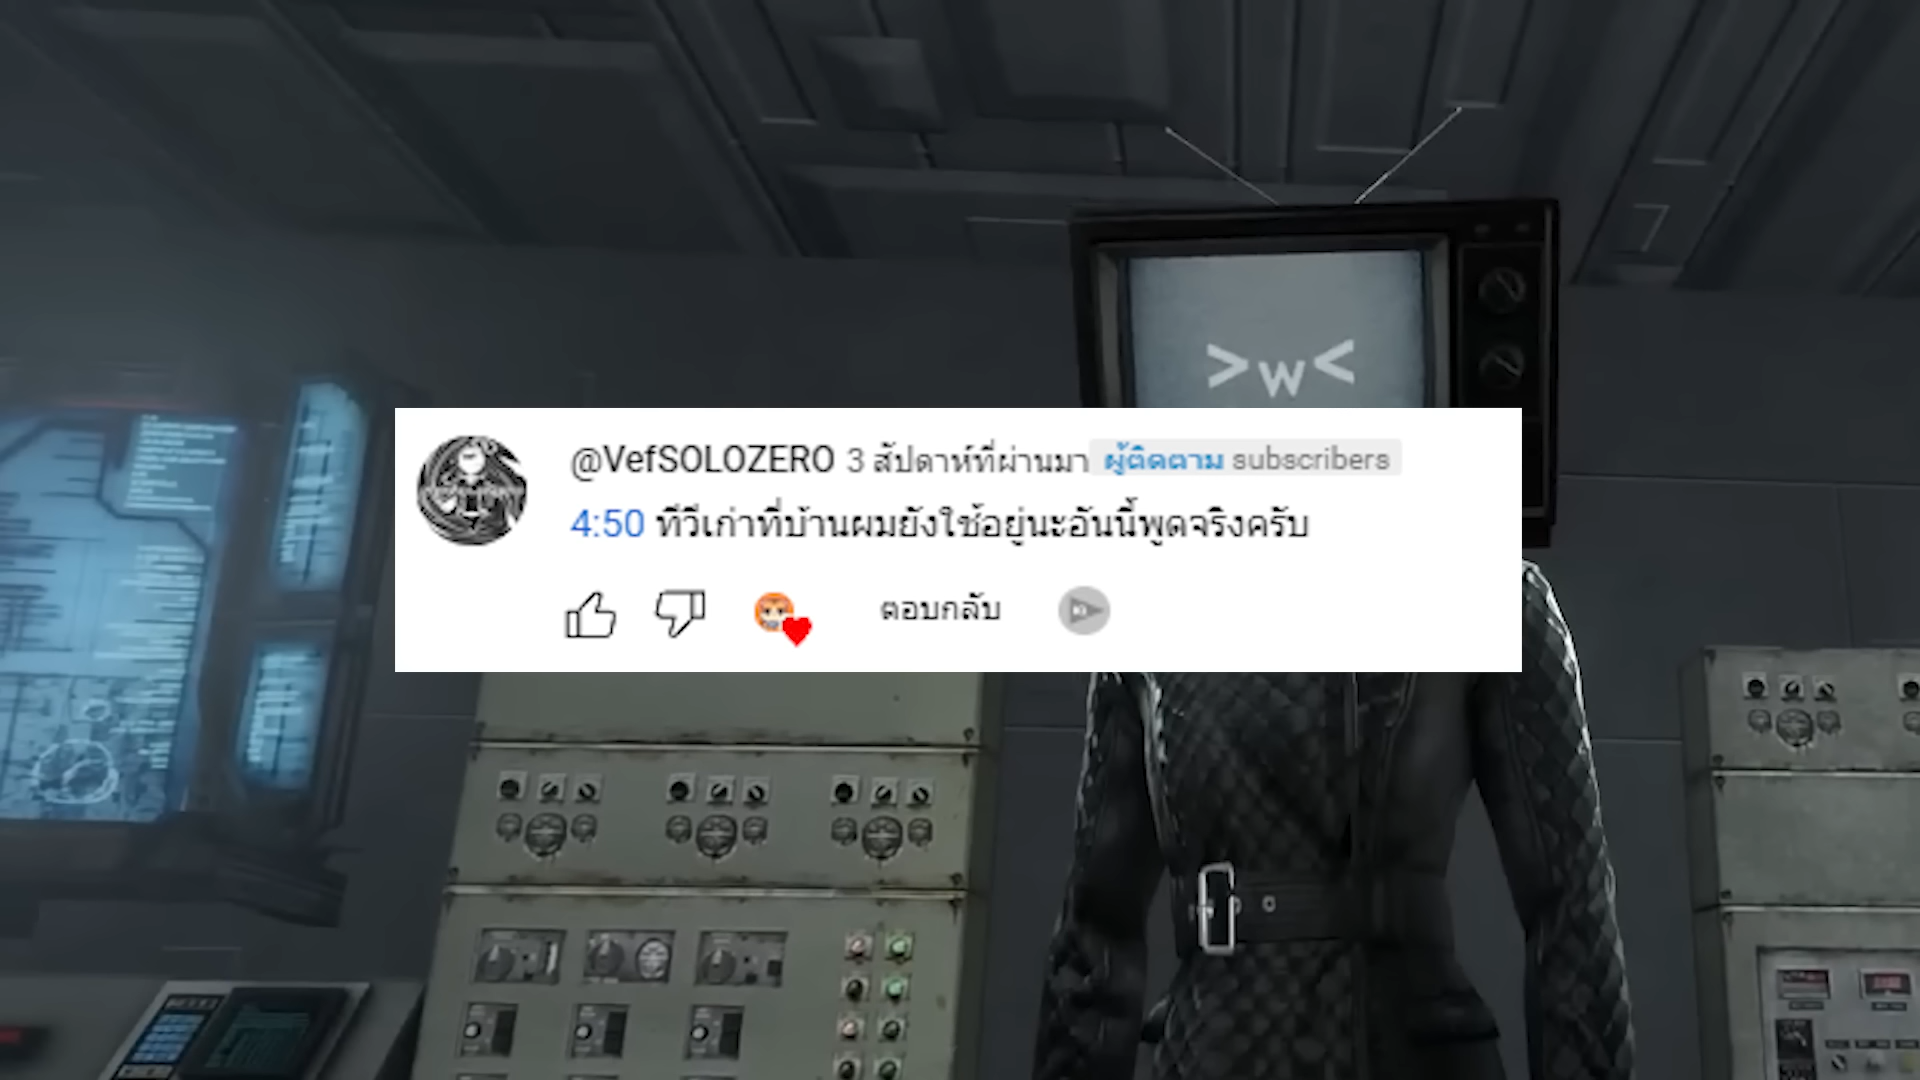 >w<
@VefSOLOZERO 3 สัปดาห์ที่ผ่านมา ผู้ติดตาม subscribers
4:50 ทีวีเก่าที่บ้านผมยังใช้อยู่นะอันนี้พูดจริงครับ
ตอบกลับ